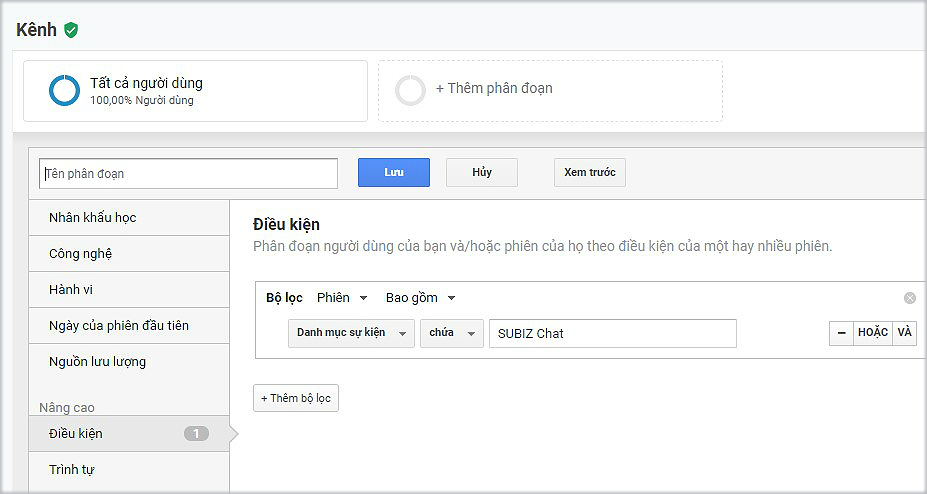 Kênh
Tất cả người dùng
100,00% Người dùng
+ Thêm phân đoạn
Tên phân đoạn
Lưu
Hủy
Xem trước
Nhân khẩu học
Công nghệ
Hành vi
Ngày của phiên đầu tiên
Nguồn lưu lượng
Nâng cao
Điều kiện 1
Trình tự
Điều kiện
Phân đoạn người dùng của bạn và/hoặc phiên của họ theo điều kiện của một hay nhiều phiên.
Bộ lọc Phiên Bao gồm
Danh mục sự kiện chứa SUBIZ Chat – HOẶC VÀ
+ Thêm bộ lọc